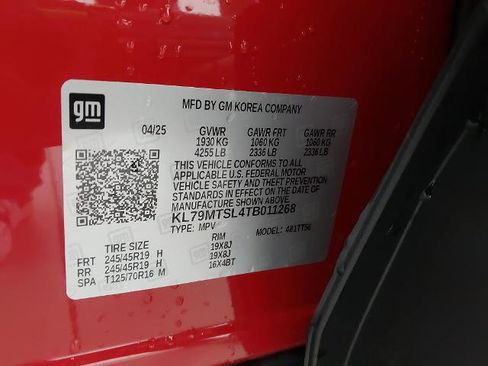 gm
MFD BY GM KOREA COMPANY
04/25 GVWR GAWR FRT GAWR RR
1930 KG 1060 KG 1060 KG
4255 LB 2336 LB 2336 LB
THIS VEHICLE CONFORMS TO ALL
APPLICABLE U.S. FEDERAL MOTOR
VEHICLE SAFETY AND THEFT PREVENTION
STANDARDS IN EFFECT ON THE DATE OF
MANUFACTURE SHOWN ABOVE.
KL79MTSL4TB011268
TYPE: MPV MODEL: 4817T56
TIRE SIZE RIM
FRT 245/45R19 H 19X8J
RR 245/45R19 H 19X8J
SPA T125/70R16 M 16X4BT